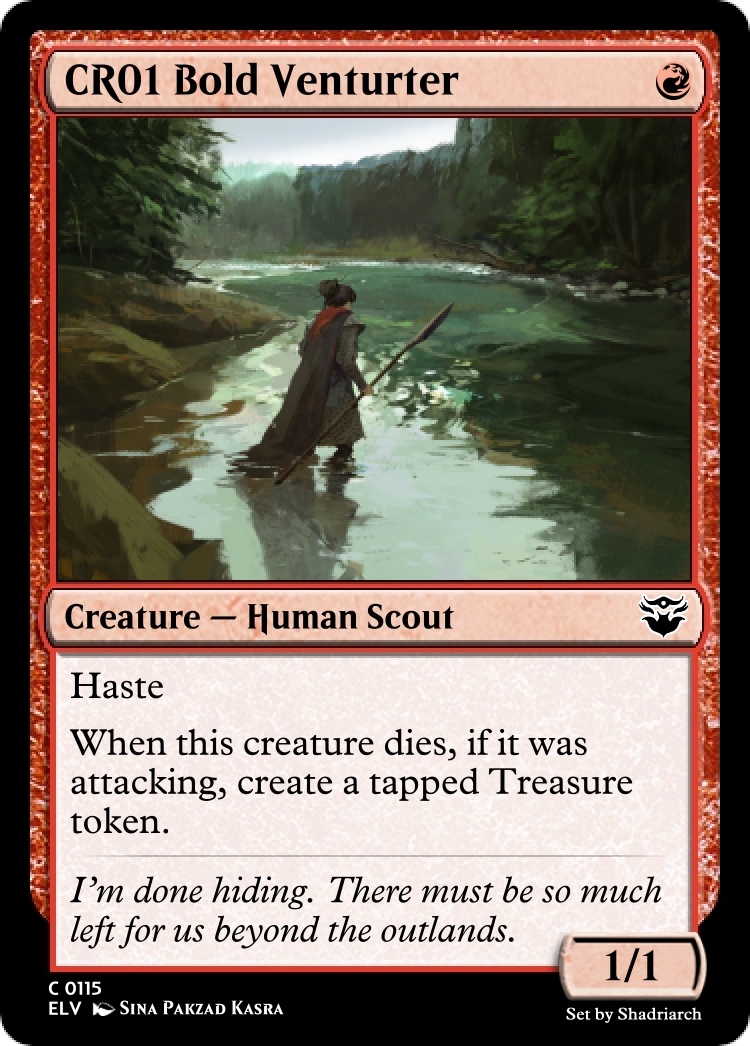 CR01 Bold Venturter
Creature — Human Scout
Haste
When this creature dies, if it was
attacking, create a tapped Treasure
token.
I'm done hiding. There must be so much
left for us beyond the outlands.
1/1
C 0115
ELV Sina Pakzad Kasra
Set by Shadriarch